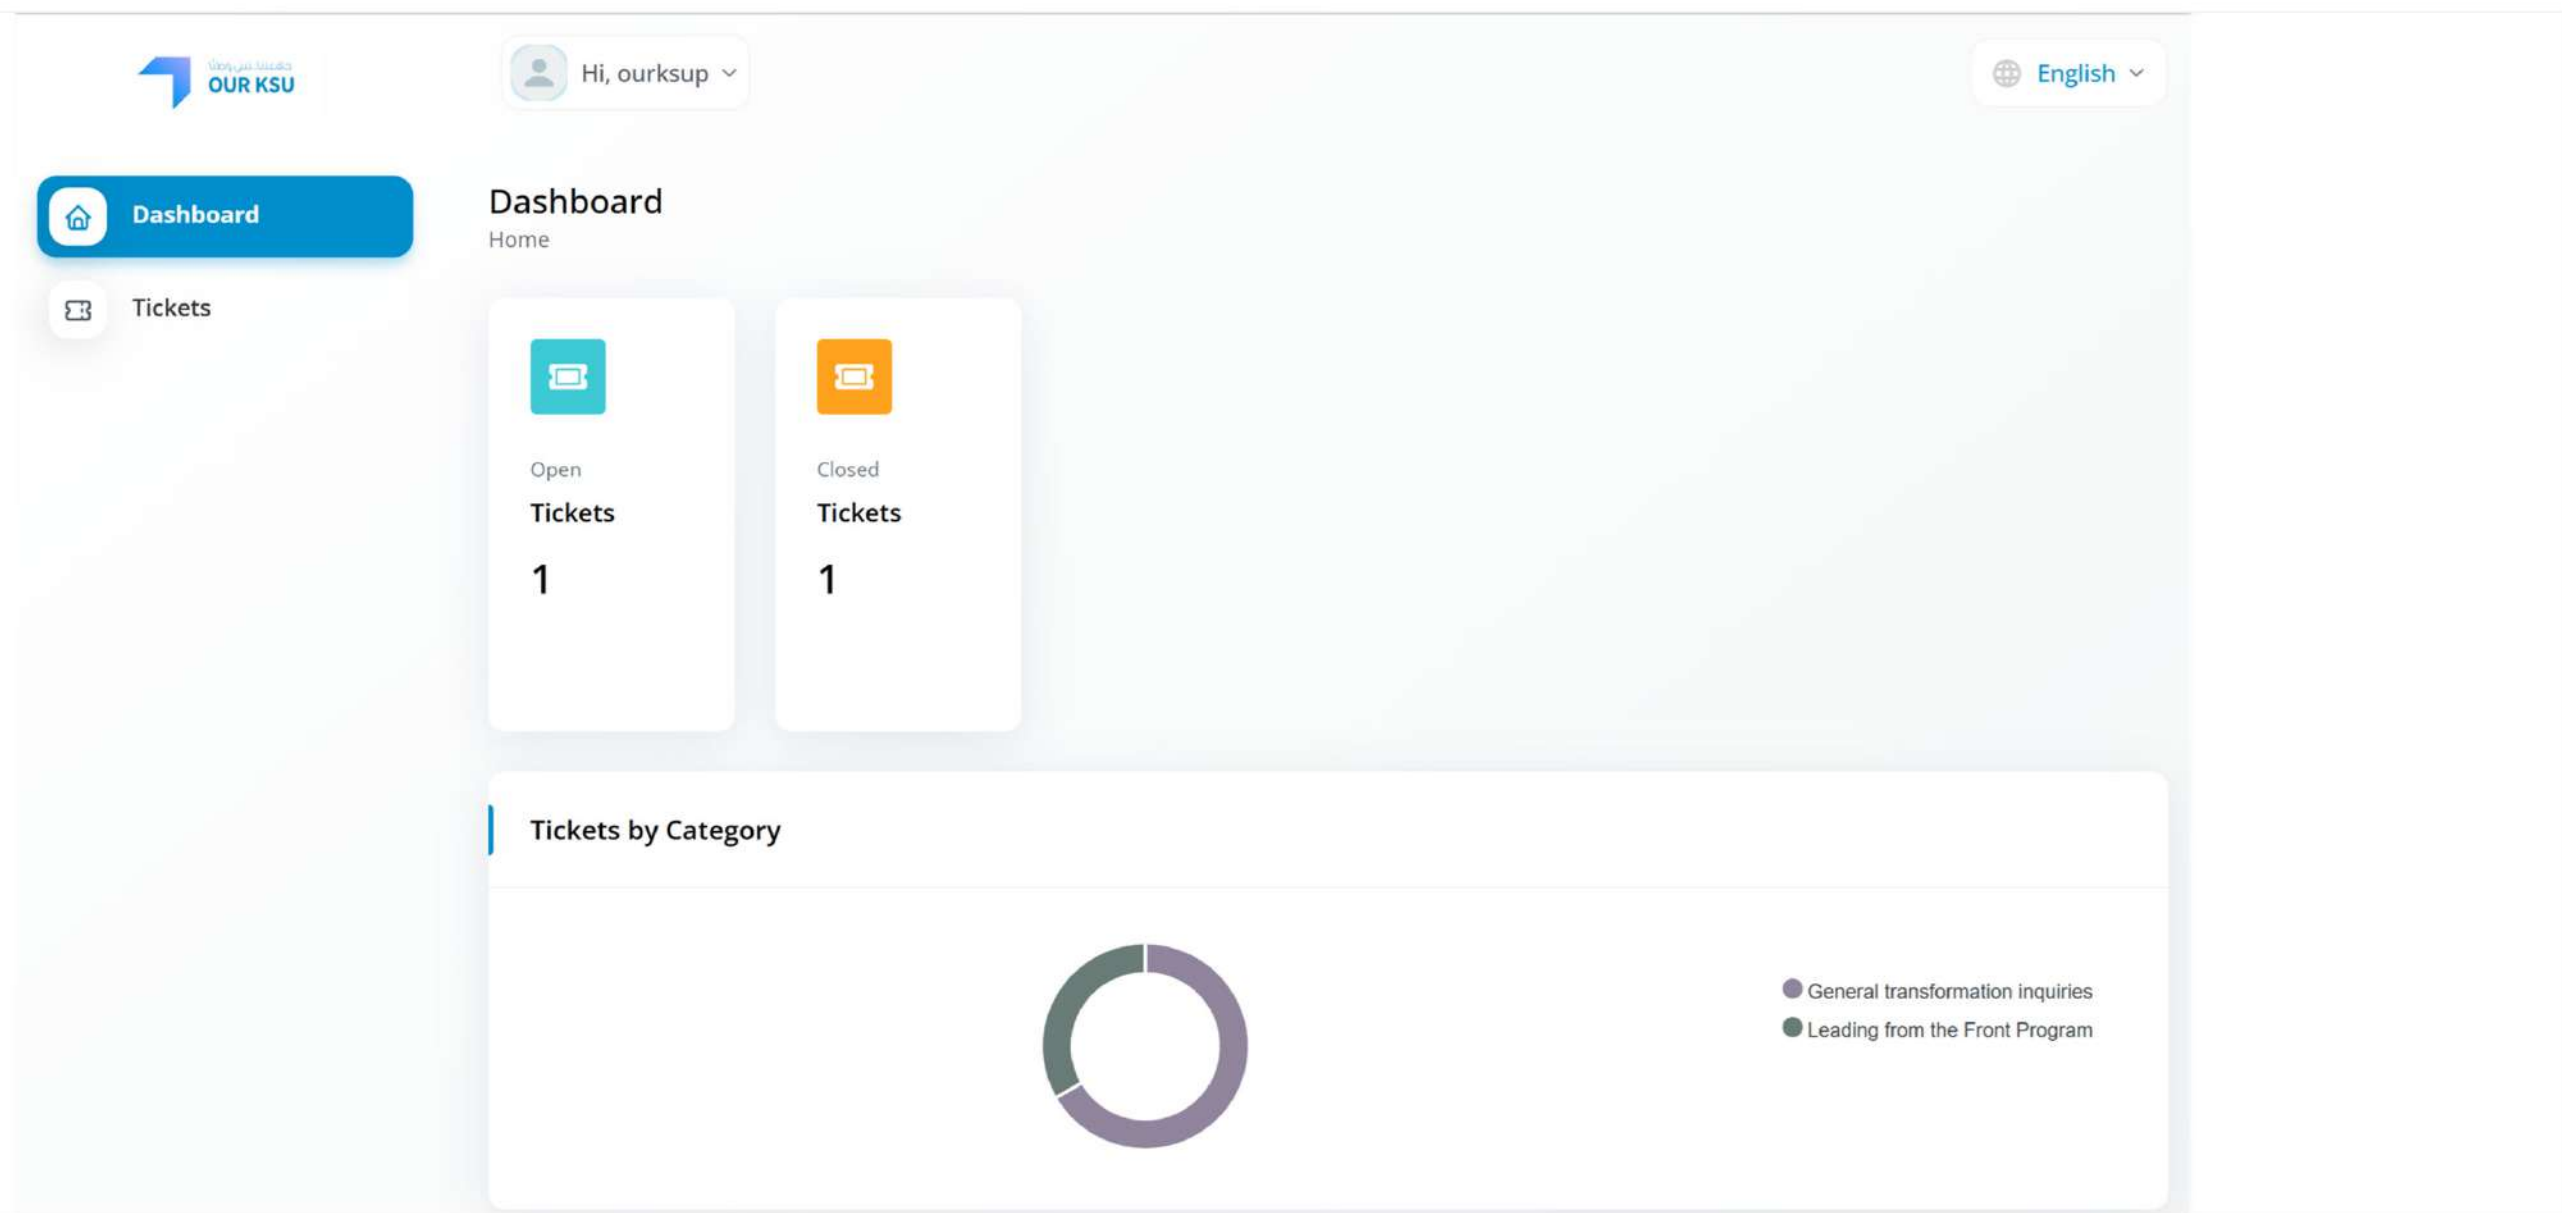 OUR KSU
Hi, ourksup
English
Dashboard
Tickets
Dashboard
Home
Open
Tickets
1
Closed
Tickets
1
Tickets by Category
General transformation inquiries
Leading from the Front Program